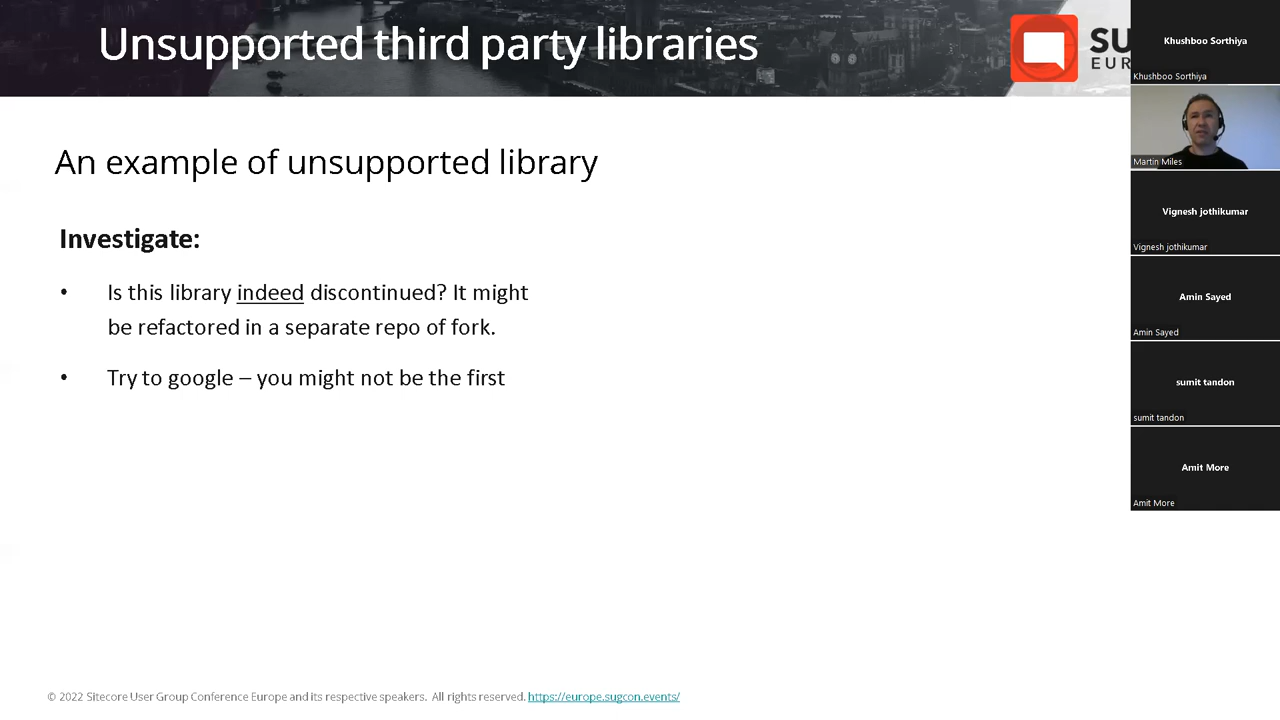 Unsupported third party libraries
SU
EUR
An example of unsupported library
Investigate:
• Is this library indeed discontinued? It might
be refactored in a separate repo of fork.
• Try to google – you might not be the first
© 2022 Sitecore User Group Conference Europe and its respective speakers. All rights reserved. https://europe.sugcon.events/
Khushboo Sorthiya
Khushboo Sorthiya
Martin Miles
Vignesh jothikumar
Vignesh jothikumar
Amin Sayed
Amin Sayed
sumit tandon
sumit tandon
Amit More
Amit More